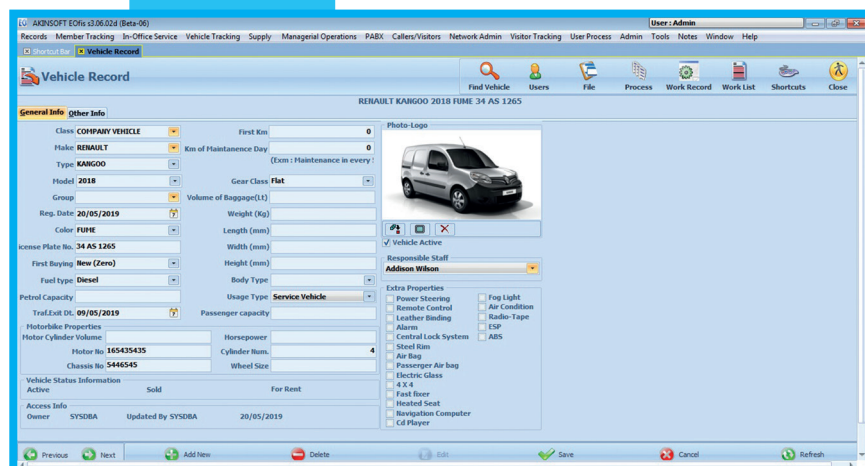 AKINSOFT EOfis s3.06.02d (Beta-06) User : Admin
Records Member Tracking In-Office Service Vehicle Tracking Supply Managerial Operations PABX Callers/Visitors Network Admin Visitor Tracking User Process Admin Tools Notes Window Help
Shortcut Bar Vehicle Record
Vehicle Record
Find Vehicle Users File Process Work Record Work List Shortcuts Close
RENAULT KANGOO 2018 FUME 34 AS 1265
General Info Other Info
Class COMPANY VEHICLE First Km 0 Photo-Logo
Make RENAULT Km of Maintanence Day 0
Type KANGOO (Exm : Maintenance in every
Model 2018 Gear Class Flat
Group Volume of Baggage(Lt)
Reg. Date 20/05/2019 Weight (Kg)
Color FUME Length (mm)
icense Plate No. 34 AS 1265 Width (mm) Vehicle Active
First Buying New (Zero) Height (mm) Responsible Staff
Addison Wilson
Fuel type Diesel Body Type Extra Properties
Petrol Capacity Usage Type Service Vehicle Power Steering Fog Light
Traf.Exit Dt. 09/05/2019 Passenger capacity Remote Control Air Condition
Leather Binding Radio-Tape
Motorbike Properties Alarm ESP
Motor Cylinder Volume Horsepower Central Lock System ABS
Motor No 165435435 Cylinder Num. 4 Steel Rim
Air Bag
Chassis No 5446545 Wheel Size Passerger Air bag
Electric Glass
Vehicle Status Information 4 X 4
Active Sold For Rent Fast fixer
Access Info Heated Seat
Owner SYSDBA Updated By SYSDBA 20/05/2019 Navigation Computer
Cd Player
Previous Next Add New Delete Edit Save Cancel Refresh